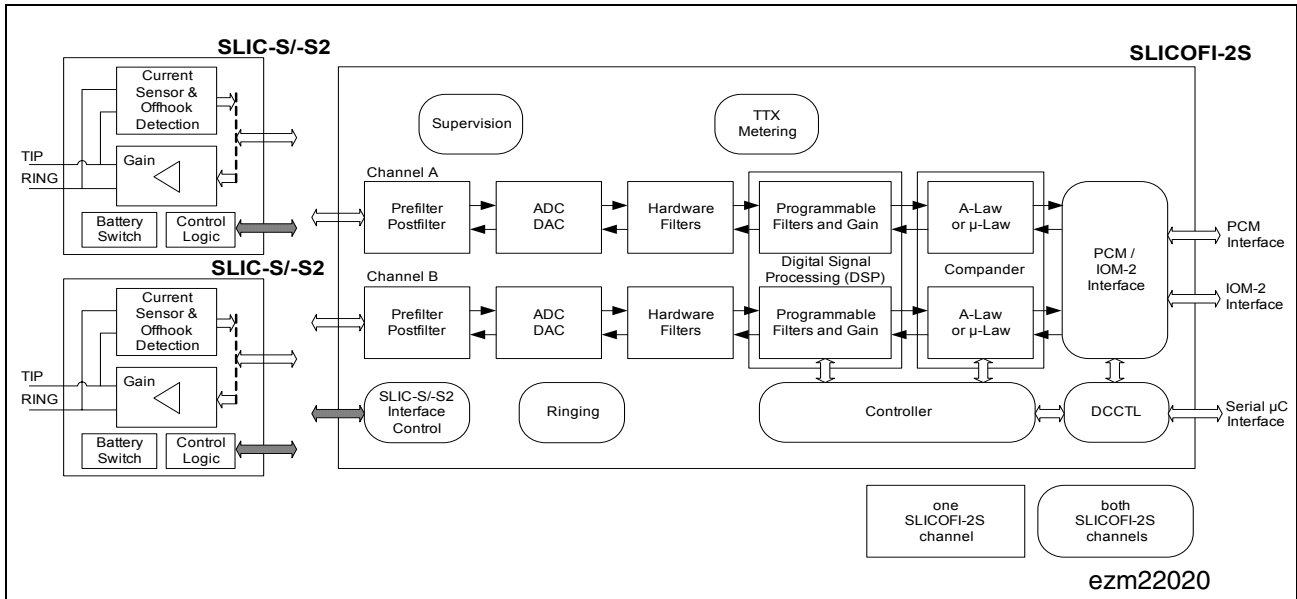 SLIC-S/-S2
Current
Sensor &
Offhook
Detection
TIP
RING
Gain
Battery
Switch
Control
Logic
SLIC-S/-S2
Current
Sensor &
Offhook
Detection
TIP
RING
Gain
Battery
Switch
Control
Logic
SLICOFI-2S
Supervision
TTX
Metering
Channel A
Prefilter
Postfilter
ADC
DAC
Hardware
Filters
Programmable
Filters and Gain
A-Law
or µ-Law
Digital Signal
Processing (DSP)
Compander
PCM /
IOM-2
Interface
PCM
Interface
IOM-2
Interface
Channel B
Prefilter
Postfilter
ADC
DAC
Hardware
Filters
Programmable
Filters and Gain
A-Law
or µ-Law
SLIC-S/-S2
Interface
Control
Ringing
Controller
DCCTL
Serial µC
Interface
one
SLICOFI-2S
channel
both
SLICOFI-2S
channels
ezm22020